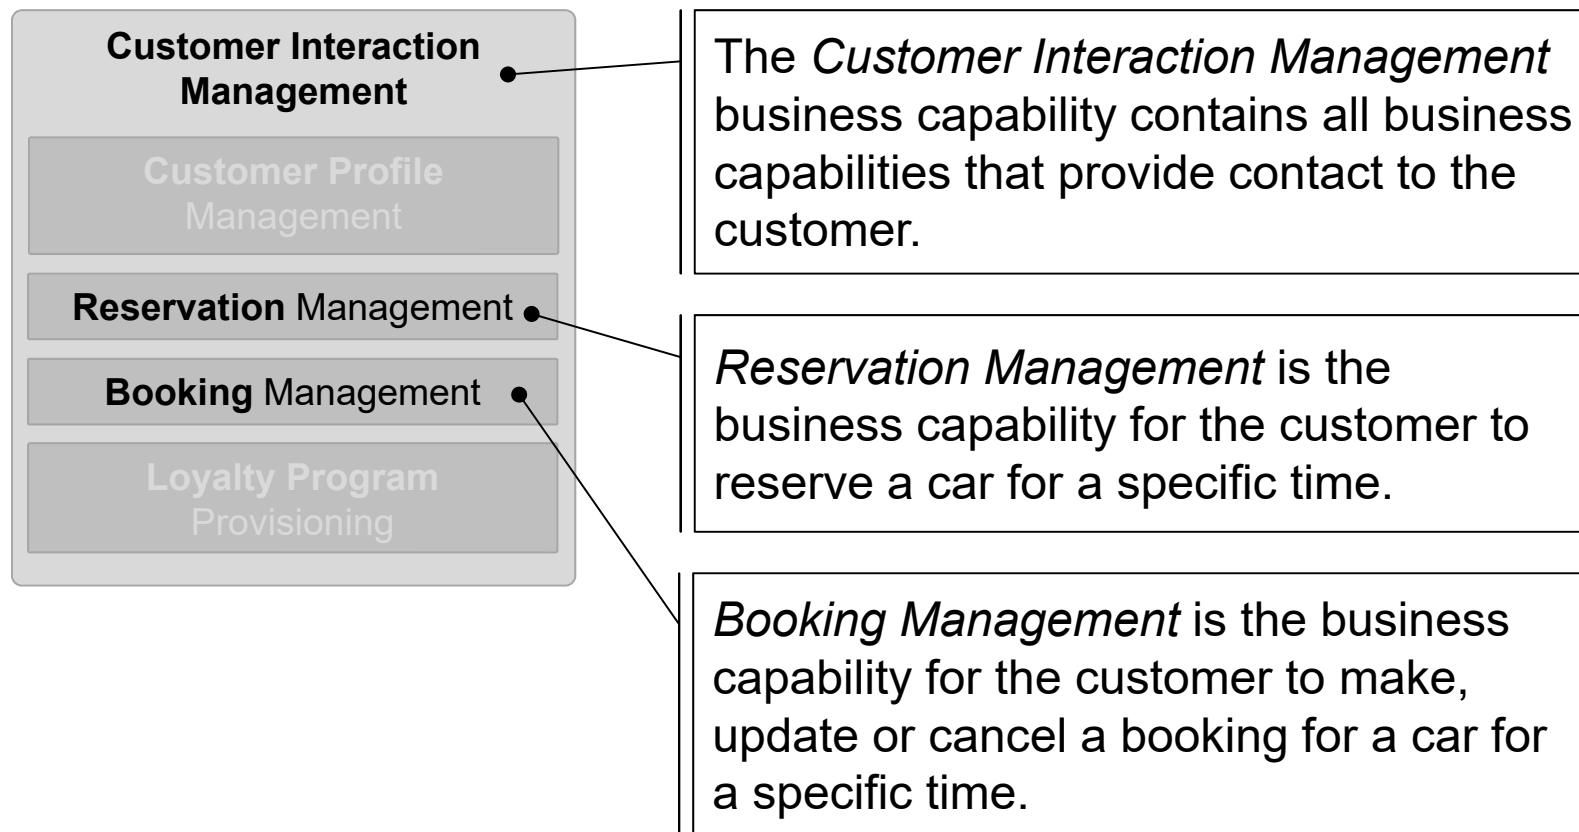 Customer Interaction
Management
Customer Profile
Management
Reservation Management
Booking Management
Loyalty Program
Provisioning
The Customer Interaction Management
business capability contains all business
capabilities that provide contact to the
customer.
Reservation Management is the
business capability for the customer to
reserve a car for a specific time.
Booking Management is the business
capability for the customer to make,
update or cancel a booking for a car for
a specific time.